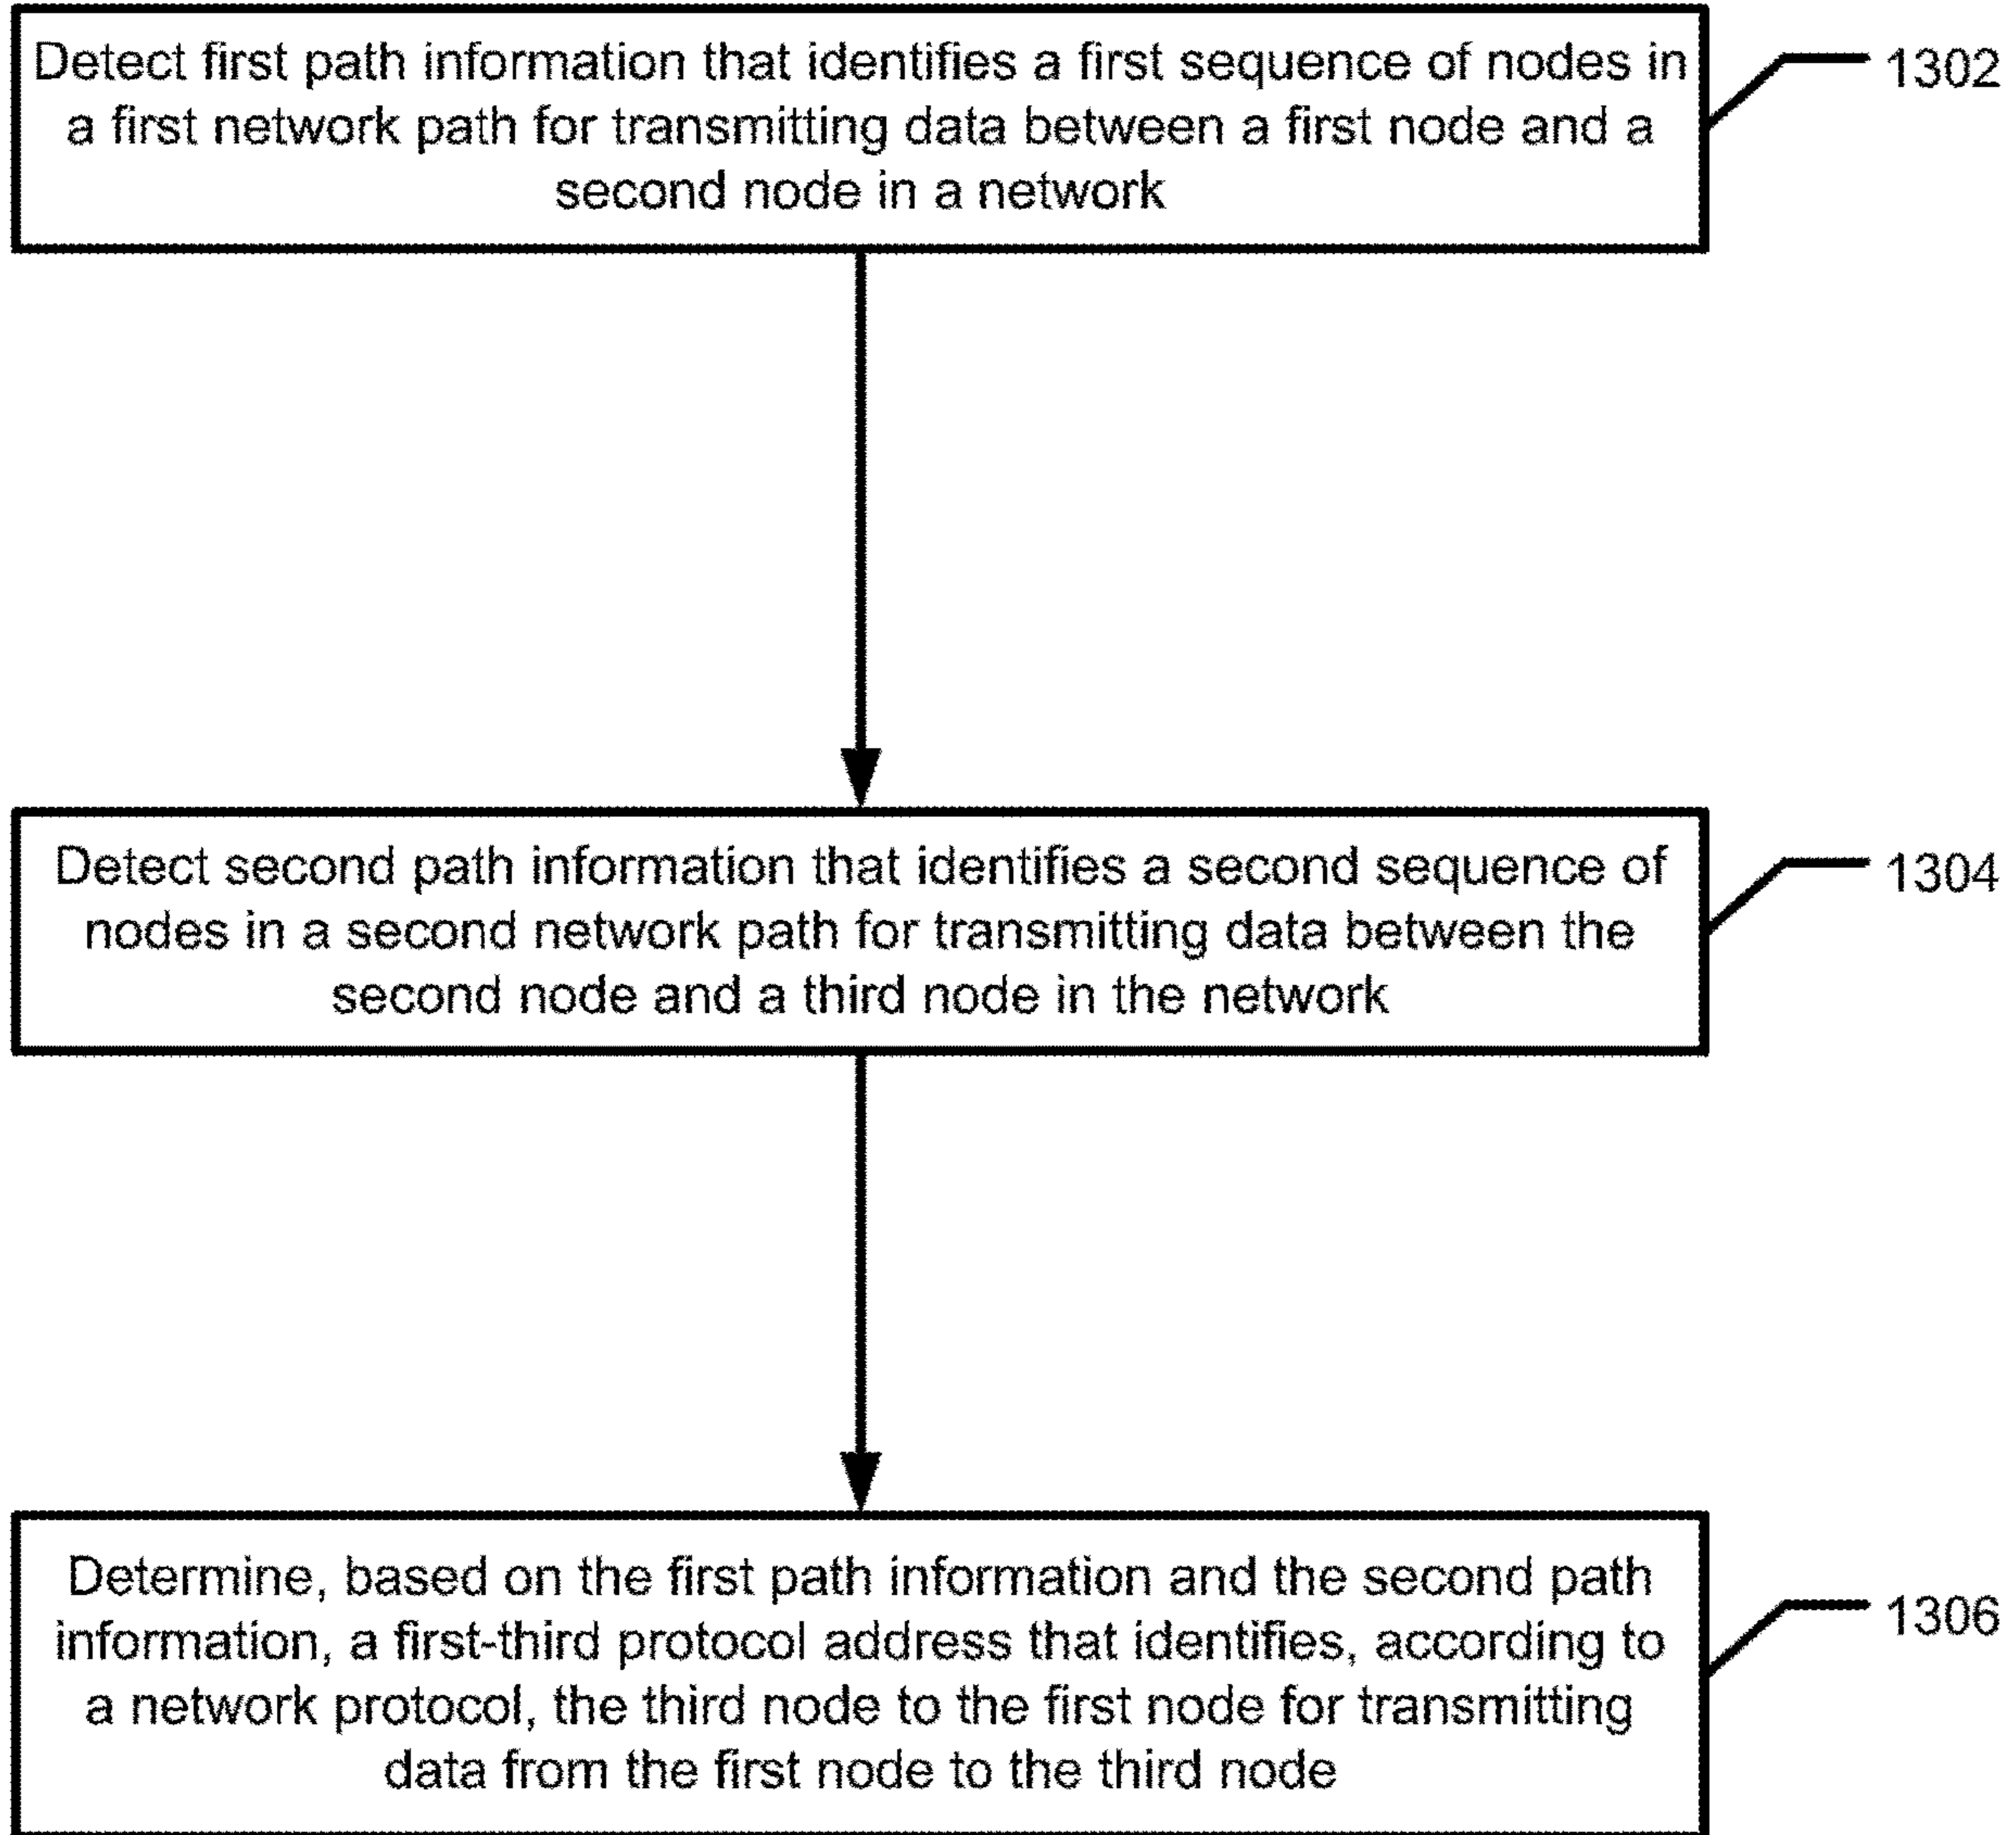 Detect first path information that identifies a first sequence of nodes in
a first network path for transmitting data between a first node and a
second node in a network
1302
Detect second path information that identifies a second sequence of
nodes in a second network path for transmitting data between the
second node and a third node in the network
1304
Determine, based on the first path information and the second path
information, a first-third protocol address that identifies, according to
a network protocol, the third node to the first node for transmitting
data from the first node to the third node
1306